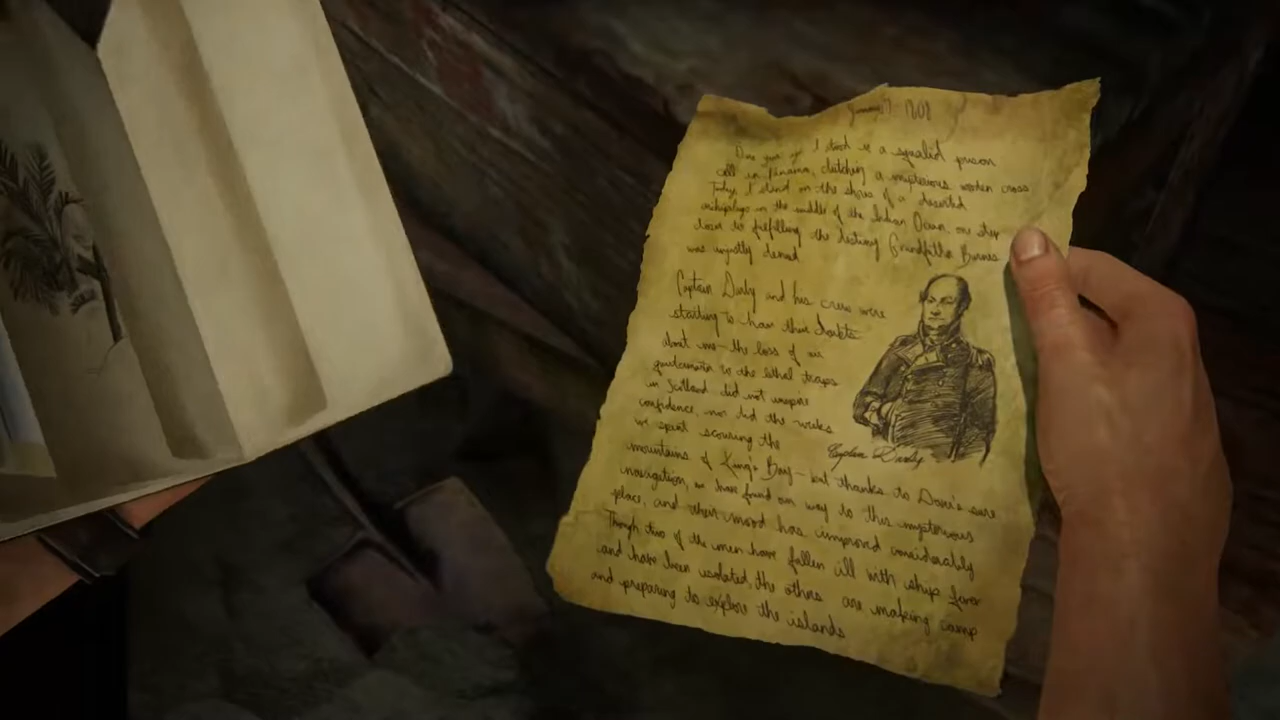 January 7, 1808
One year ago I stood in a squalid prison
cell in Panama, clutching a mysterious wooden cross
Today, I stand on the shores of a deserted
archipelago in the middle of the Indian Ocean, one step
closer to fulfilling the destiny Grandfather Burnes
was unjustly denied
Captain Darby and his crew were
starting to have their doubts
about me—the loss of our
quartermaster to the lethal traps
in Scotland did not inspire
confidence, nor did the weeks
we spent scouring the
mountains of King's Bay—but thanks to sure
navigation, we have found our way to this mysterious
place, and their mood has improved considerably
Though two of the men have fallen ill with ship fever
and have been isolated, the others are making camp
and preparing to explore the islands
Captain Darby